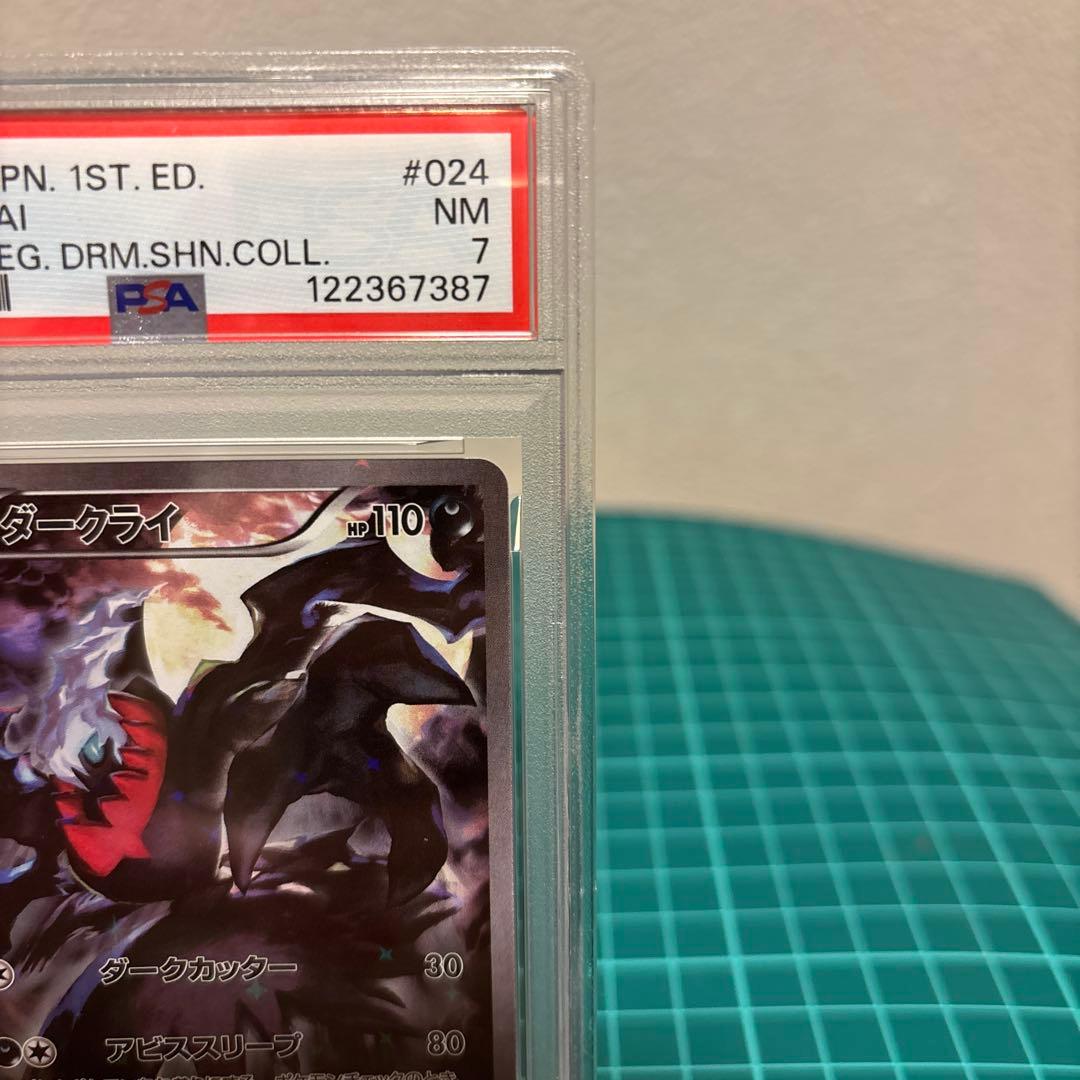 PN. 1ST. ED. #024
AI NM
EG. DRM.SHN.COLL. 7
PSA 122367387
ダークライ HP110
ダークカッター 30
アビススリープ 80